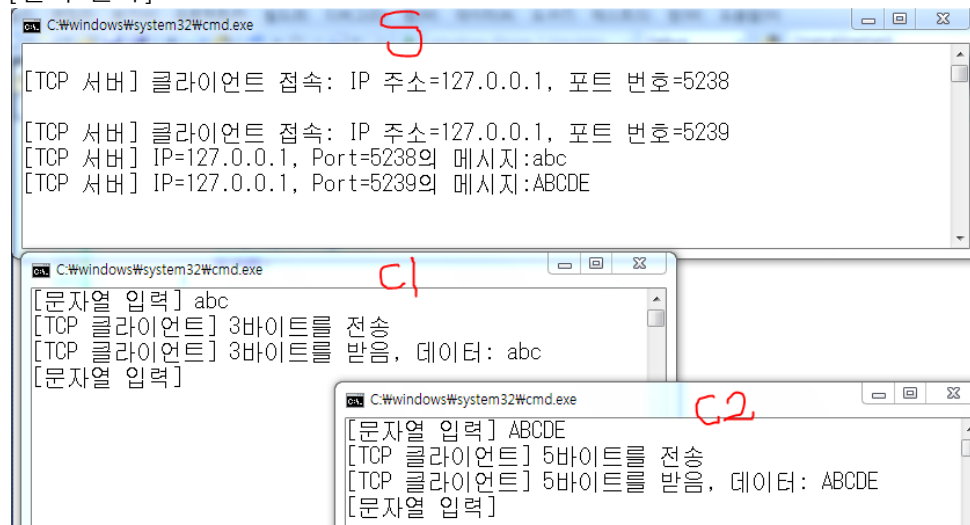 C:₩windows₩system32₩cmd.exe
S
[TCP 서버] 클라이언트 접속: IP 주소=127.0.0.1, 포트 번호=5238
[TCP 서버] 클라이언트 접속: IP 주소=127.0.0.1, 포트 번호=5239
[TCP 서버] IP=127.0.0.1, Port=5238의 메시지:abc
[TCP 서버] IP=127.0.0.1, Port=5239의 메시지:ABCDE
C:₩windows₩system32₩cmd.exe
C1
[문자열 입력] abc
[TCP 클라이언트] 3바이트를 전송
[TCP 클라이언트] 3바이트를 받음, 데이터: abc
[문자열 입력]
C:₩windows₩system32₩cmd.exe
C2
[문자열 입력] ABCDE
[TCP 클라이언트] 5바이트를 전송
[TCP 클라이언트] 5바이트를 받음, 데이터: ABCDE
[문자열 입력]